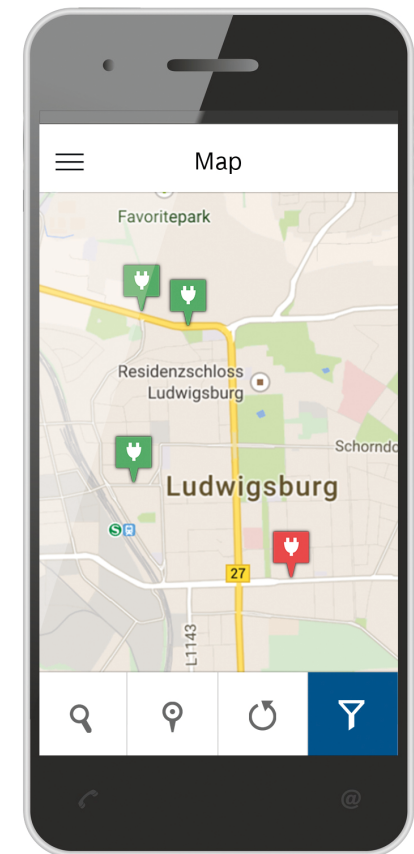 Map
Favoritepark
Residenzschloss
Ludwigsburg
Schorndo
Ludwigsburg
S
27
L1143
@